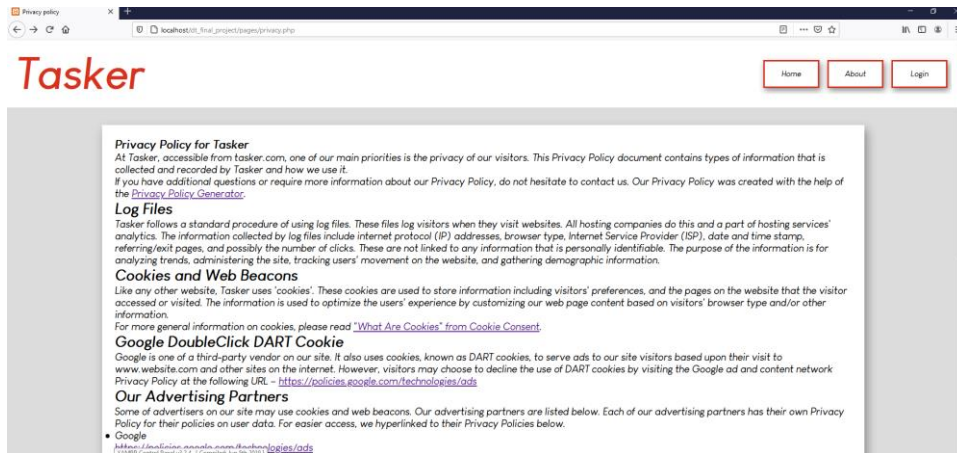 Privacy policy
localhost/dt_final_project/pages/privacy.php
Tasker
Home
About
Login
Privacy Policy for Tasker
At Tasker, accessible from tasker.com, one of our main priorities is the privacy of our visitors. This Privacy Policy document contains types of information that is
collected and recorded by Tasker and how we use it.
If you have additional questions or require more information about our Privacy Policy, do not hesitate to contact us. Our Privacy Policy was created with the help of
the Privacy Policy Generator.
Log Files
Tasker follows a standard procedure of using log files. These files log visitors when they visit websites. All hosting companies do this and a part of hosting services'
analytics. The information collected by log files include internet protocol (IP) addresses, browser type, Internet Service Provider (ISP), date and time stamp,
referring/exit pages, and possibly the number of clicks. These are not linked to any information that is personally identifiable. The purpose of the information is for
analyzing trends, administering the site, tracking users' movement on the website, and gathering demographic information.
Cookies and Web Beacons
Like any other website, Tasker uses 'cookies'. These cookies are used to store information including visitors' preferences, and the pages on the website that the visitor
accessed or visited. The information is used to optimize the users' experience by customizing our web page content based on visitors' browser type and/or other
information.
For more general information on cookies, please read "What Are Cookies" from Cookie Consent.
Google DoubleClick DART Cookie
Google is one of a third-party vendor on our site. It also uses cookies, known as DART cookies, to serve ads to our site visitors based upon their visit to
www.website.com and other sites on the internet. However, visitors may choose to decline the use of DART cookies by visiting the Google ad and content network
Privacy Policy at the following URL – https://policies.google.com/technologies/ads
Our Advertising Partners
Some of advertisers on our site may use cookies and web beacons. Our advertising partners are listed below. Each of our advertising partners has their own Privacy
Policy for their policies on user data. For easier access, we hyperlinked to their Privacy Policies below.
• Google
https://policies.google.com/technologies/ads